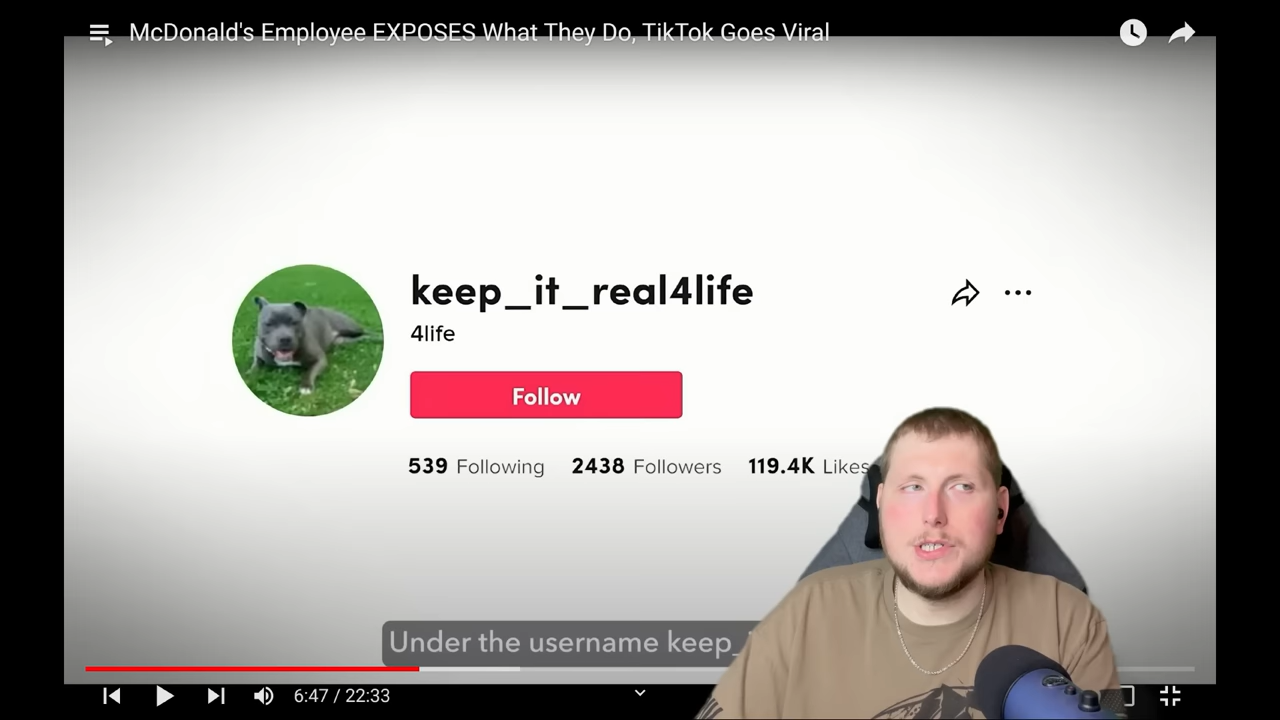 McDonald's Employee EXPOSES What They Do, TikTok Goes Viral
keep_it_real4life
4life
Follow
539 Following 2438 Followers 119.4K Likes
Under the username keep_
6:47 / 22:33